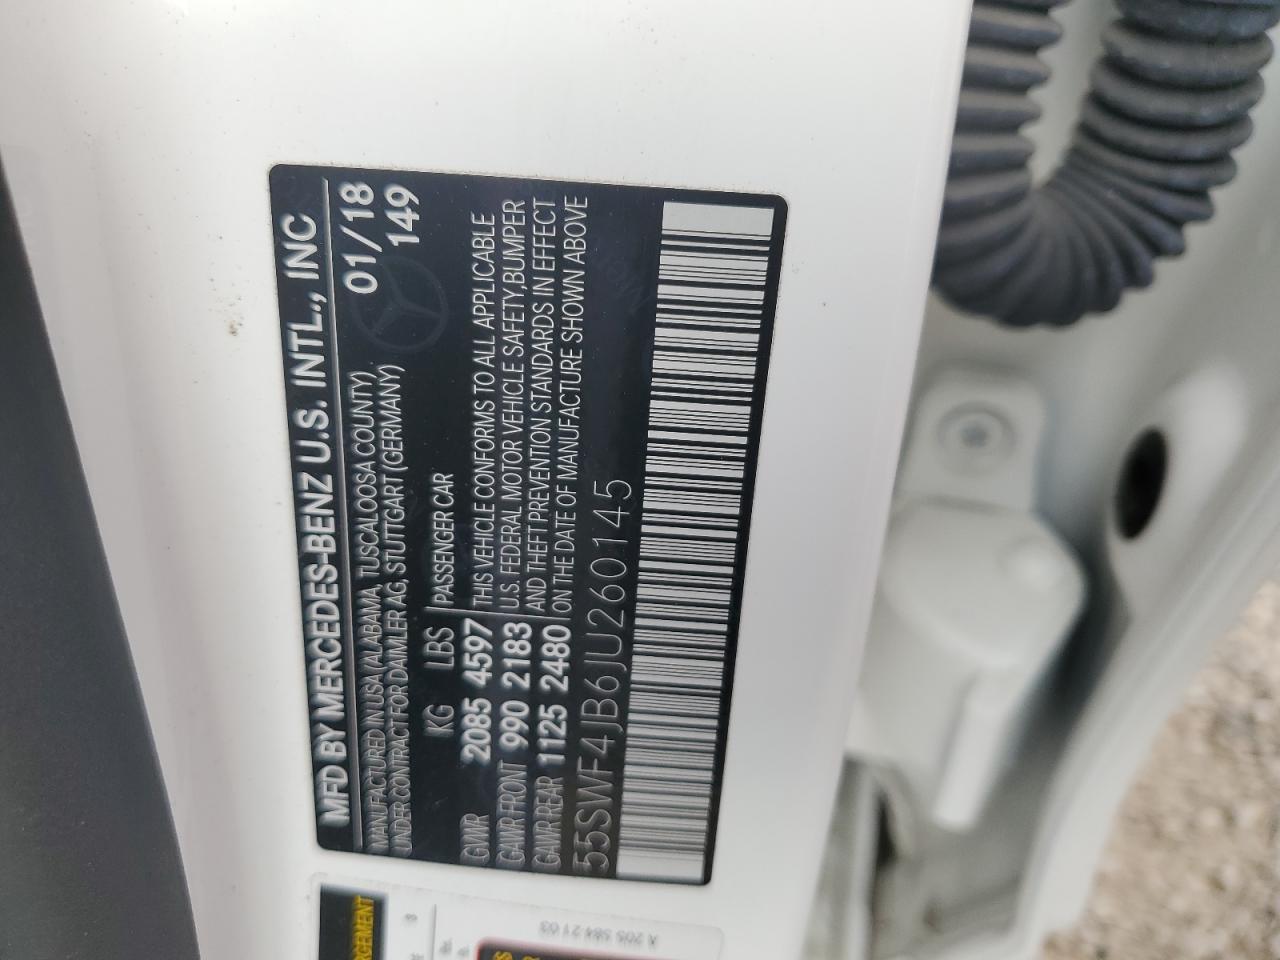 MFD BY MERCEDES-BENZ U.S. INTL., INC
MANUFACTURED IN USA (ALABAMA, TUSCALOOSA COUNTY) 01/18
UNDER CONTRACT FOR DAIMLER AG, STUTTGART (GERMANY) 149
KG LBS PASSENGER CAR
GVWR 2085 4597 THIS VEHICLE CONFORMS TO ALL APPLICABLE
GAWR FRONT 990 2183 U.S. FEDERAL MOTOR VEHICLE SAFETY,BUMPER
GAWR REAR 1125 2480 AND THEFT PREVENTION STANDARDS IN EFFECT
ON THE DATE OF MANUFACTURE SHOWN ABOVE
55SWF4JB6JU260145
A 205 584 21 03